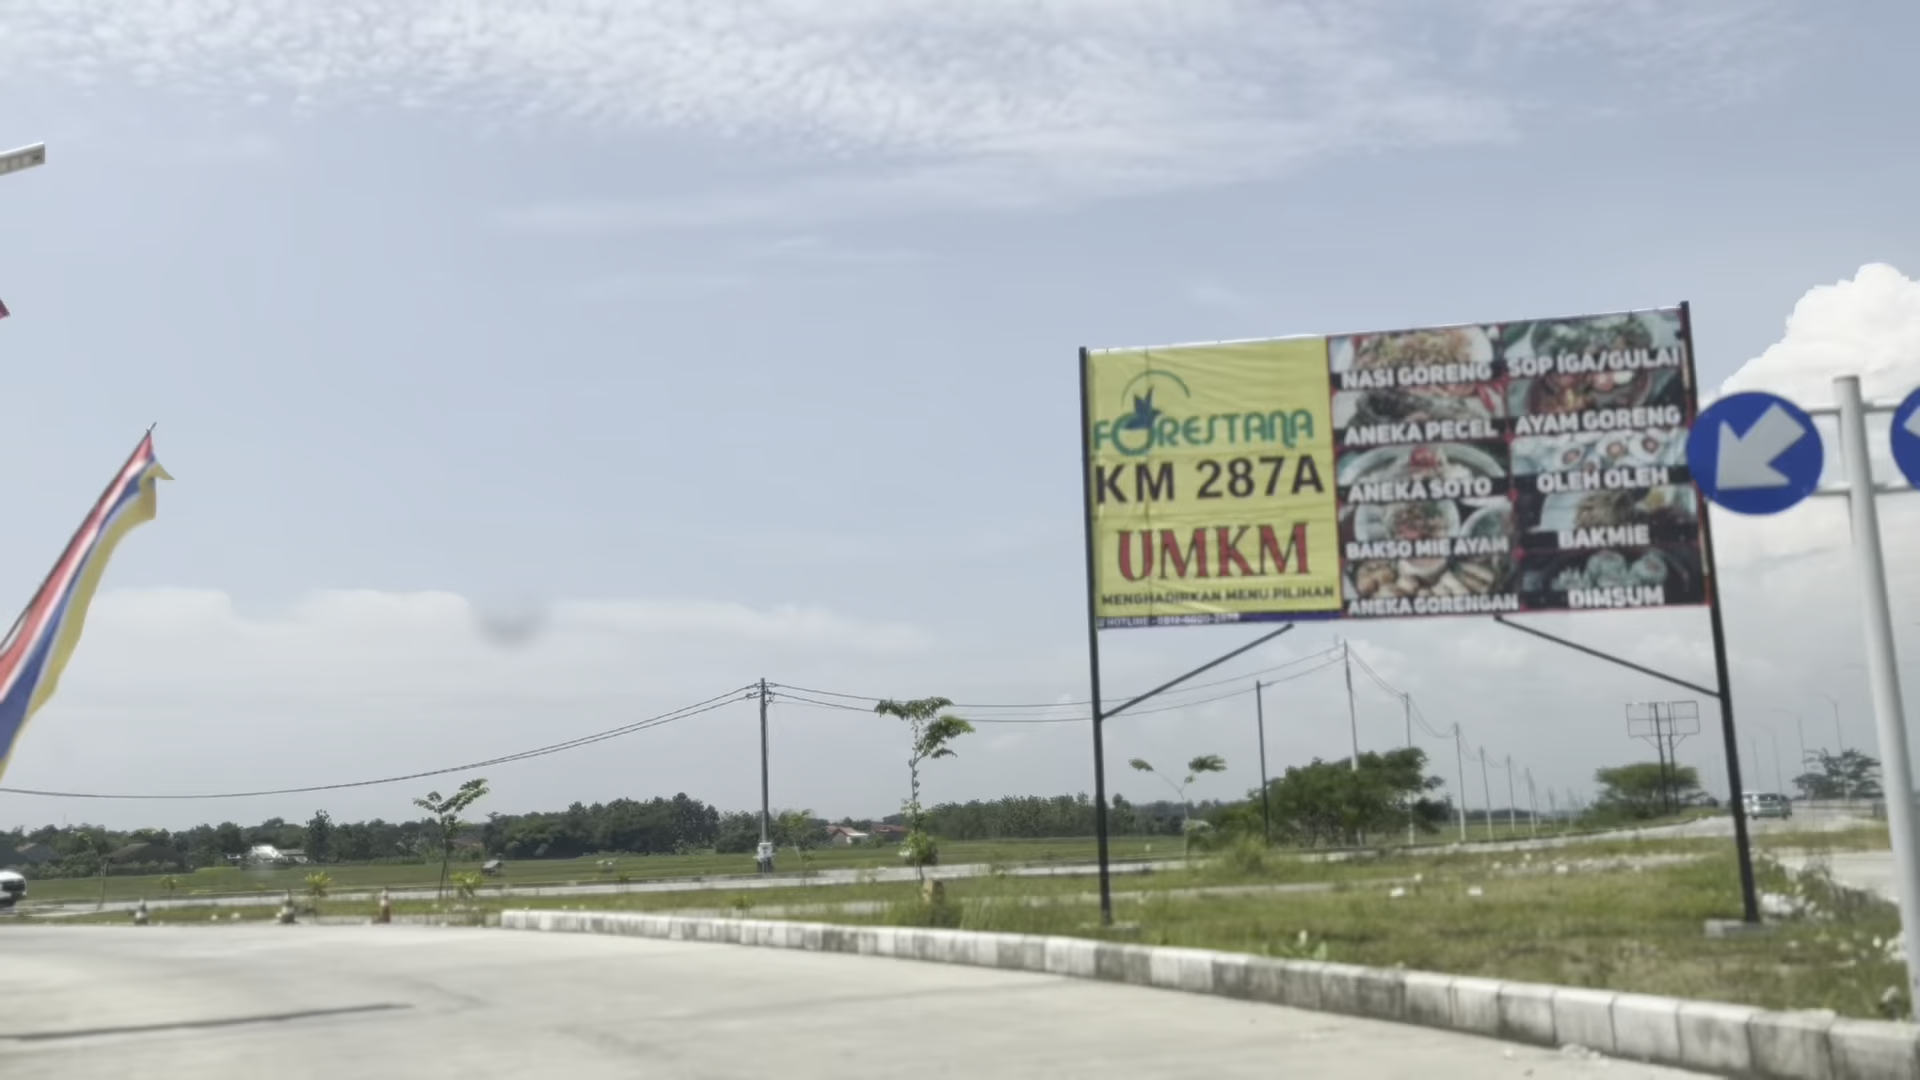 FORESTANA
KM 287A
UMKM
MENGHADIRKAN MENU PILIHAN
HOTLINE
NASI GORENG
SOP IGA/GULAI
ANEKA PECEL
AYAM GORENG
ANEKA SOTO
OLEH OLEH
BAKSO MIE AYAM
BAKMIE
ANEKA GORENGAN
DIMSUM